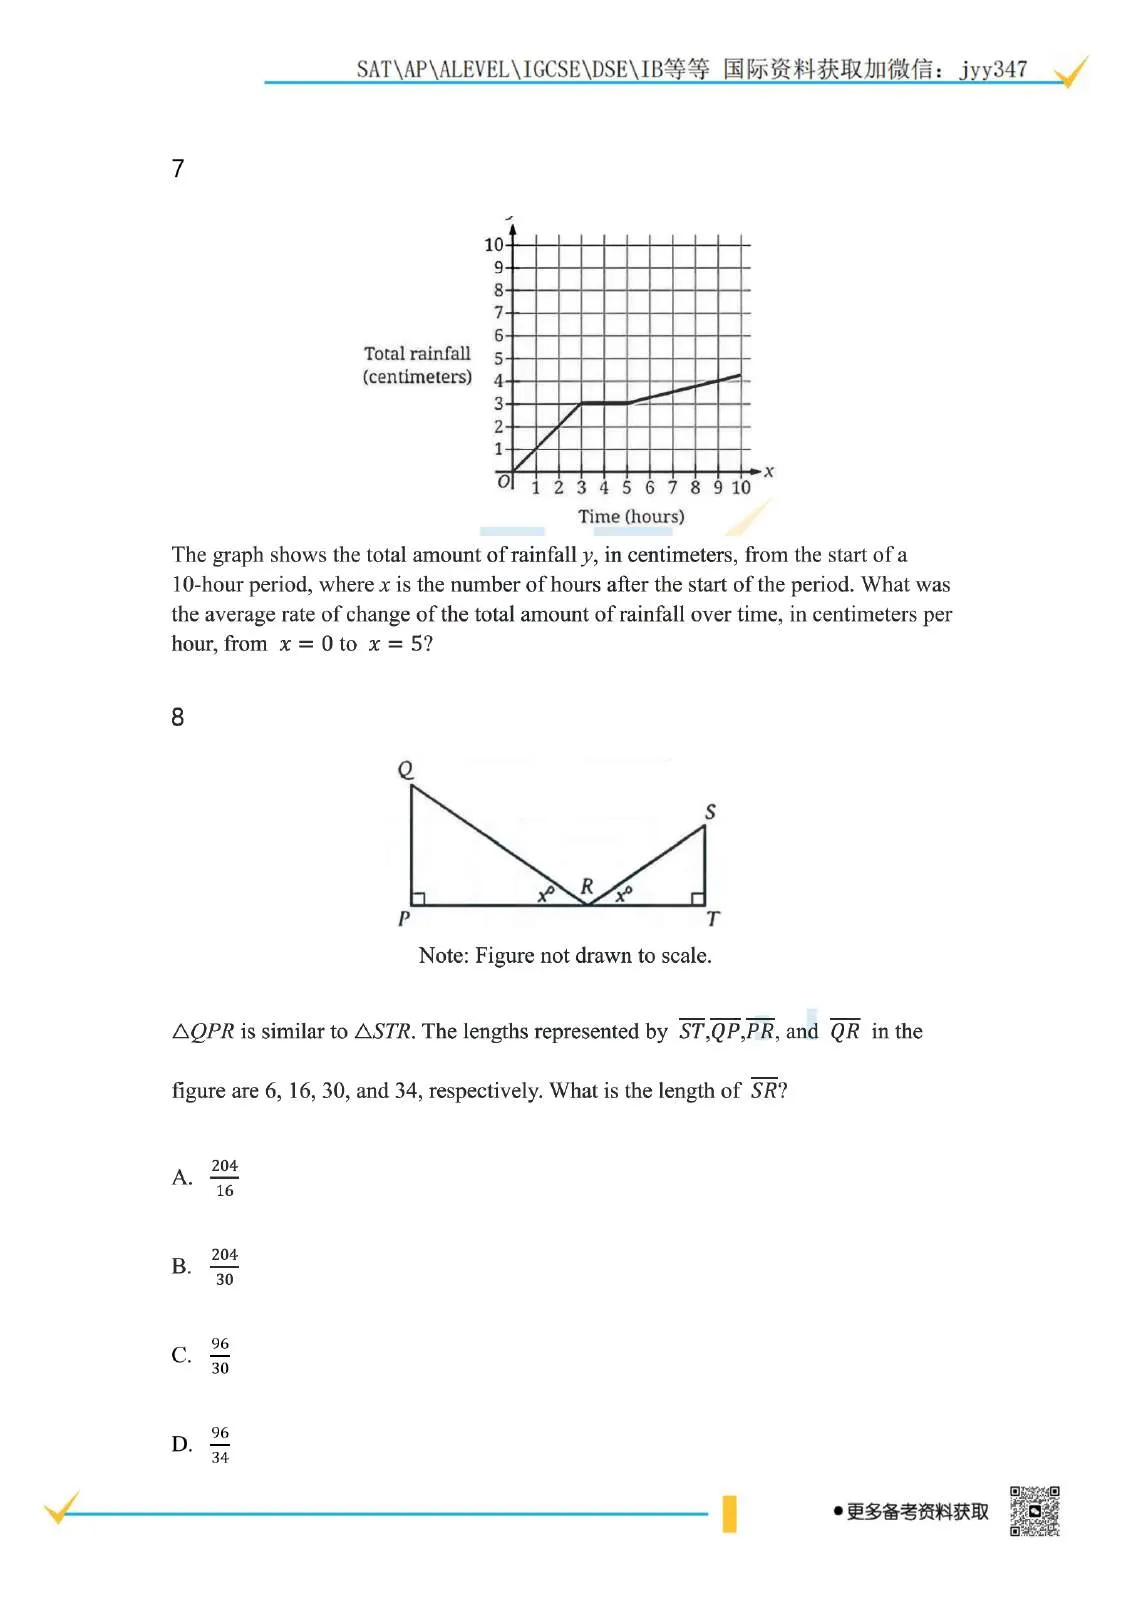 SAT\AP\ALEVEL\IGCSE\DSE\IB等等 国际资料获取加微信: jyy347
7
10
9
8
7
6
Total rainfall
(centimeters)
5
4
3
2
1
O
1 2 3 4 5 6 7 8 9 10
x
Time (hours)
The graph shows the total amount of rainfall y, in centimeters, from the start of a
10-hour period, where x is the number of hours after the start of the period. What was
the average rate of change of the total amount of rainfall over time, in centimeters per
hour, from x = 0 to x = 5?
8
Q
S
R
x°
x°
P
T
Note: Figure not drawn to scale.
△QPR is similar to △STR. The lengths represented by ST,QP,PR, and QR in the
figure are 6, 16, 30, and 34, respectively. What is the length of SR?
A. 204/16
B. 204/30
C. 96/30
D. 96/34
●更多备考资料获取